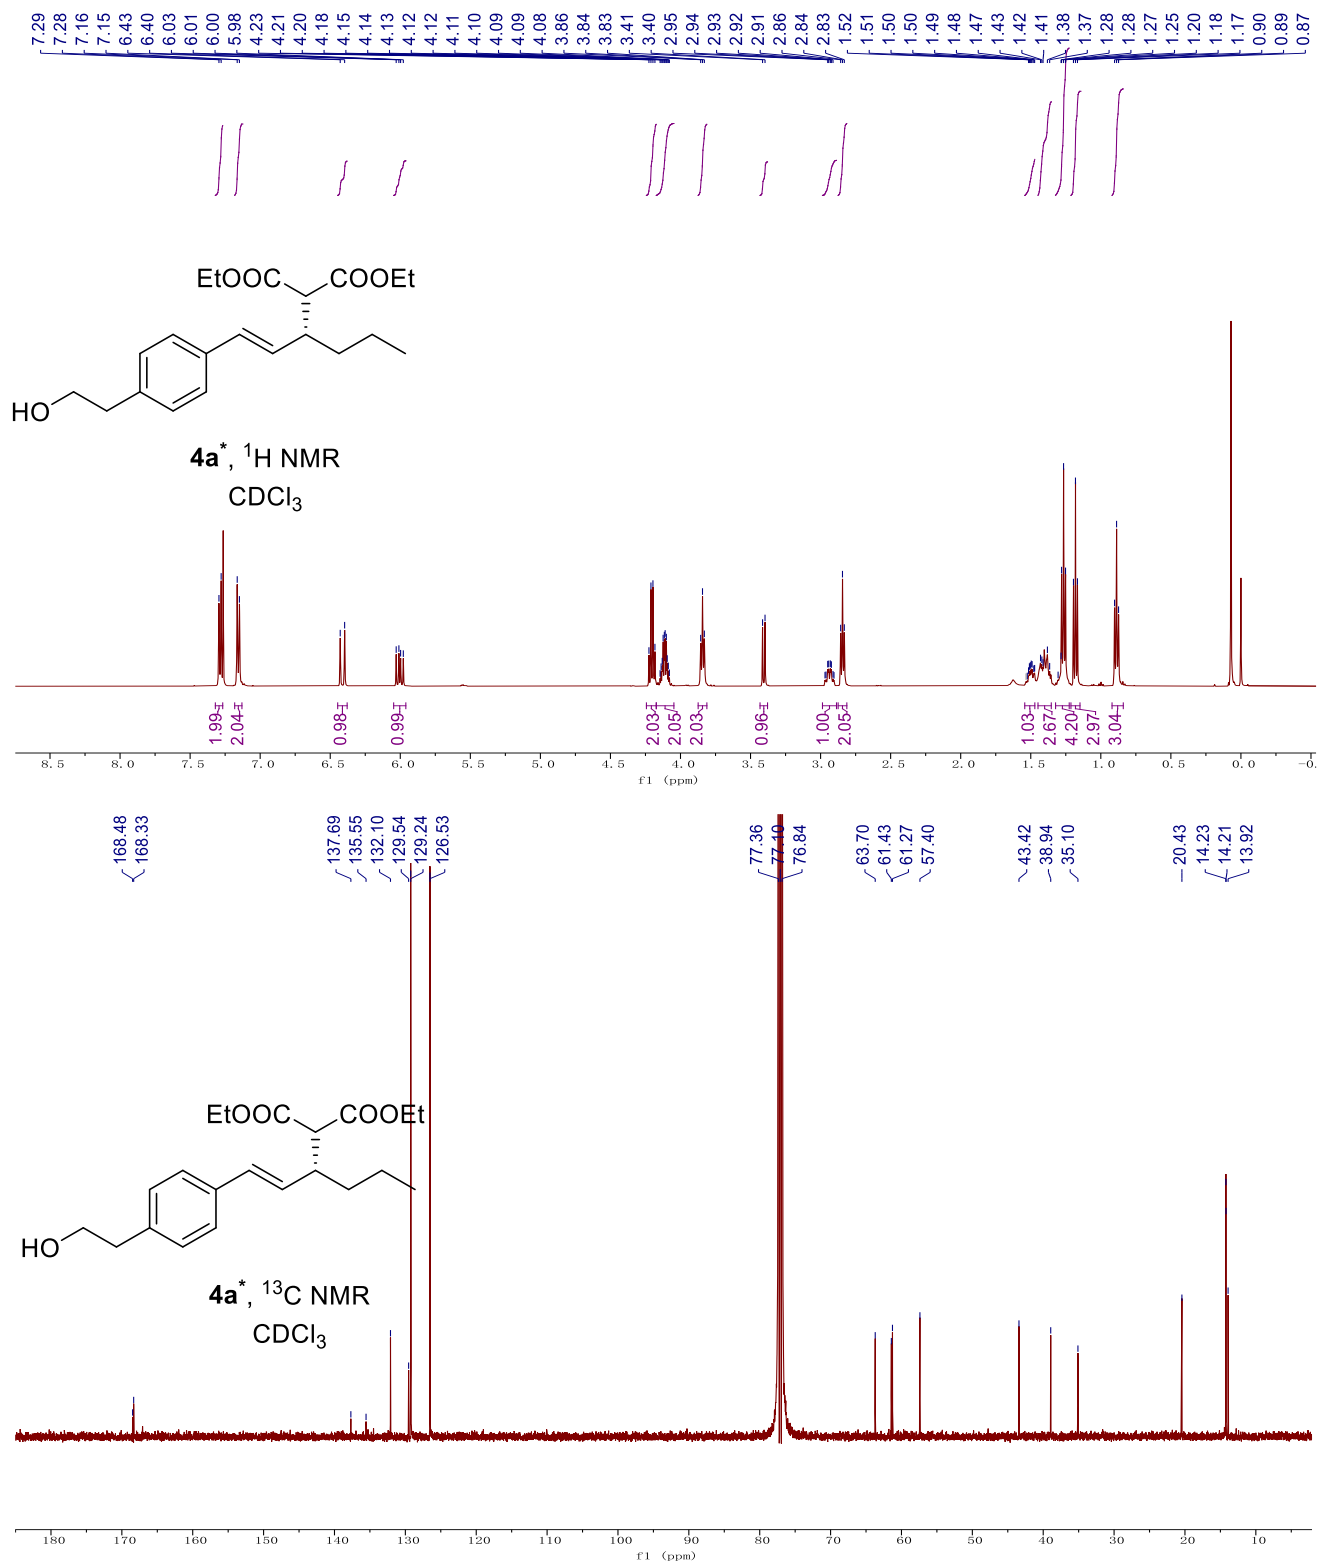 7.29 7.28 7.16 7.15 6.43 6.40 6.03 6.01 6.00 5.98 4.23 4.21 4.20 4.18 4.15 4.14 4.13 4.12 4.12 4.11 4.10 4.09 4.09 4.08 3.86 3.84 3.83 3.41 3.40 2.95 2.94 2.93 2.92 2.91 2.86 2.84 2.83 1.52 1.51 1.50 1.50 1.49 1.48 1.47 1.43 1.42 1.41 1.38 1.37 1.28 1.28 1.27 1.25 1.20 1.18 1.17 0.90 0.89 0.87
EtOOC COOEt
HO
4a*, ¹H NMR
CDCl₃
1.99 2.04 0.98 0.99 2.03 2.05 2.03 0.96 1.00 2.05 1.03 2.67 4.20 2.97 3.04
8.5 8.0 7.5 7.0 6.5 6.0 5.5 5.0 4.5 4.0 3.5 3.0 2.5 2.0 1.5 1.0 0.5 0.0 -0.
f1 (ppm)
168.48 168.33 137.69 135.55 132.10 129.54 129.24 126.53 77.36 77.10 76.84 63.70 61.43 61.27 57.40 43.42 38.94 35.10 20.43 14.23 14.21 13.92
EtOOC COOEt
HO
4a*, ¹³C NMR
CDCl₃
180 170 160 150 140 130 120 110 100 90 80 70 60 50 40 30 20 10
f1 (ppm)